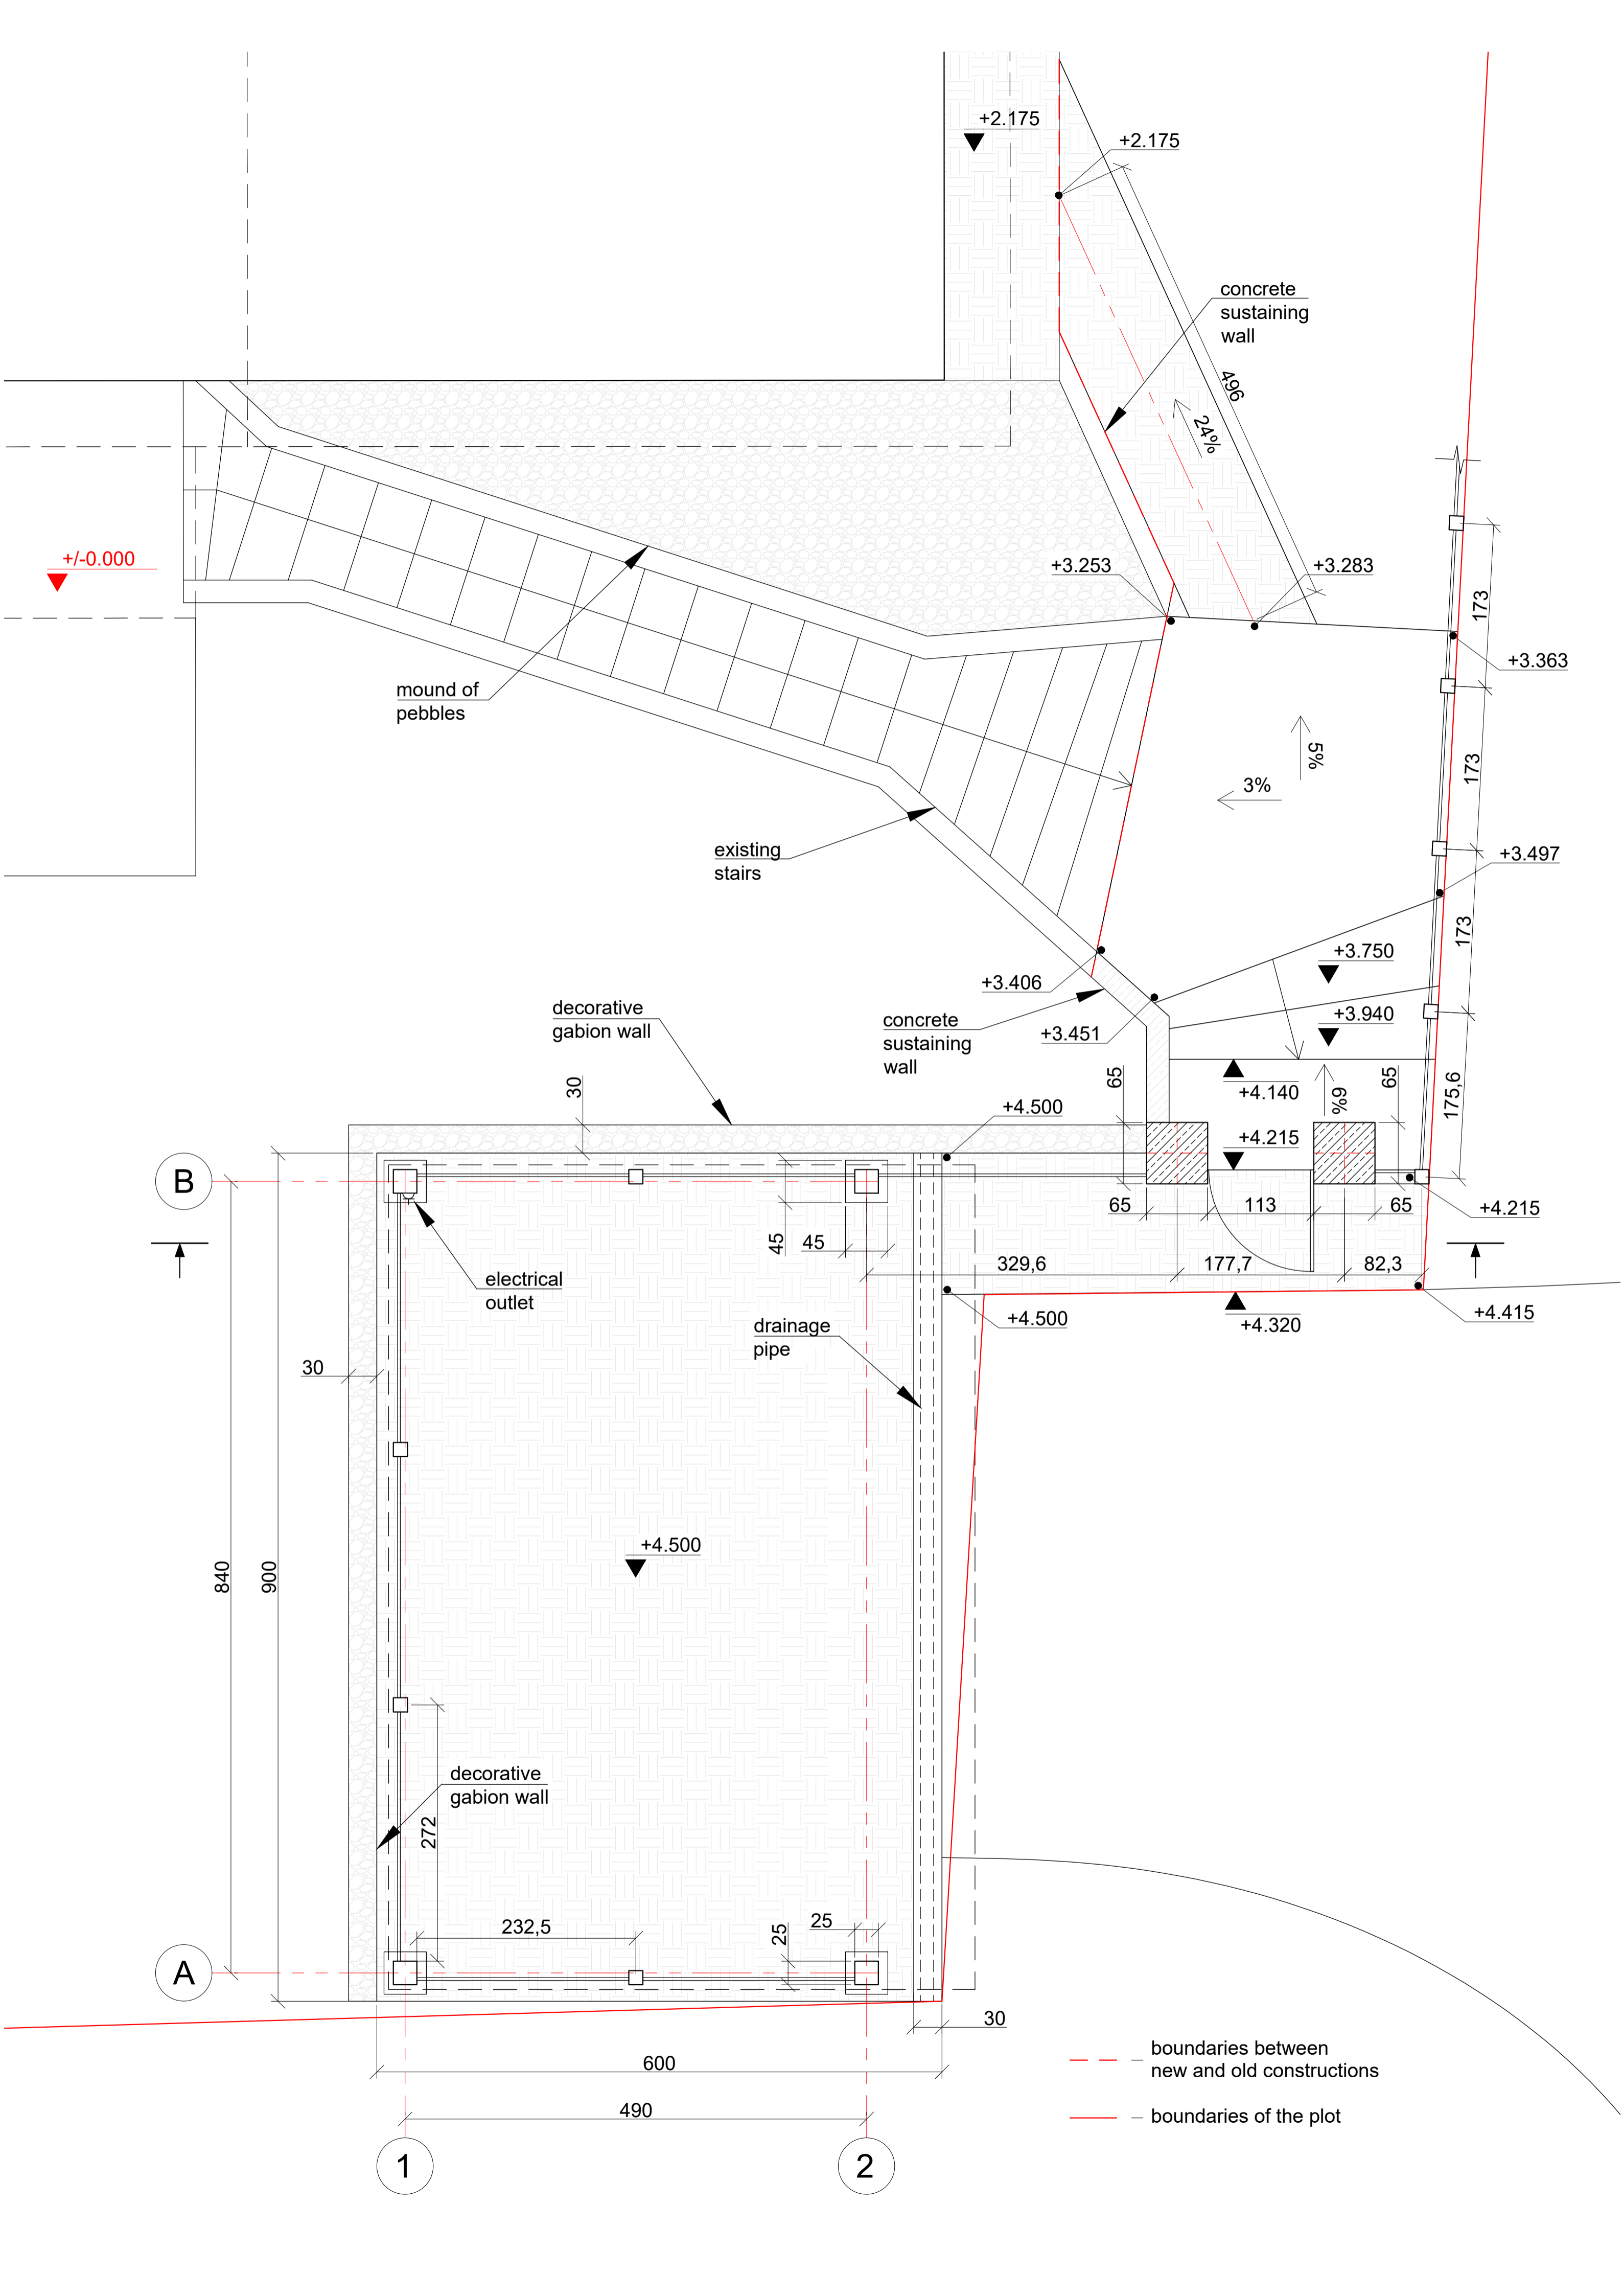 +2.175
+2.175
concrete
sustaining
wall
496
24%
+/-0.000
+3.253
+3.283
173
+3.363
mound of
pebbles
5%
173
3%
existing
stairs
+3.497
173
+3.750
+3.406
decorative
gabion wall
concrete
sustaining
wall
+3.940
+3.451
30
65
+4.140
6%
65
175,6
+4.500
+4.215
B
65
113
65
+4.215
45
45
329,6
177,7
82,3
electrical
outlet
+4.500
+4.320
+4.415
drainage
pipe
30
+4.500
840
900
decorative
gabion wall
272
232,5
25
25
A
30
boundaries between
new and old constructions
600
490
boundaries of the plot
1
2